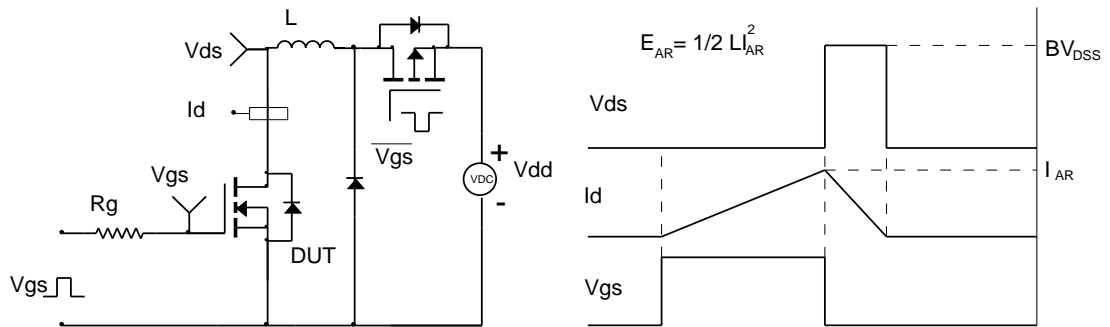 L
Vds
Id
Vgs
Vgs
Rg
DUT
Vgs
VDC
+
-
Vdd
E_AR= 1/2 LI_AR^2
Vds
BV_DSS
Id
I_AR
Vgs